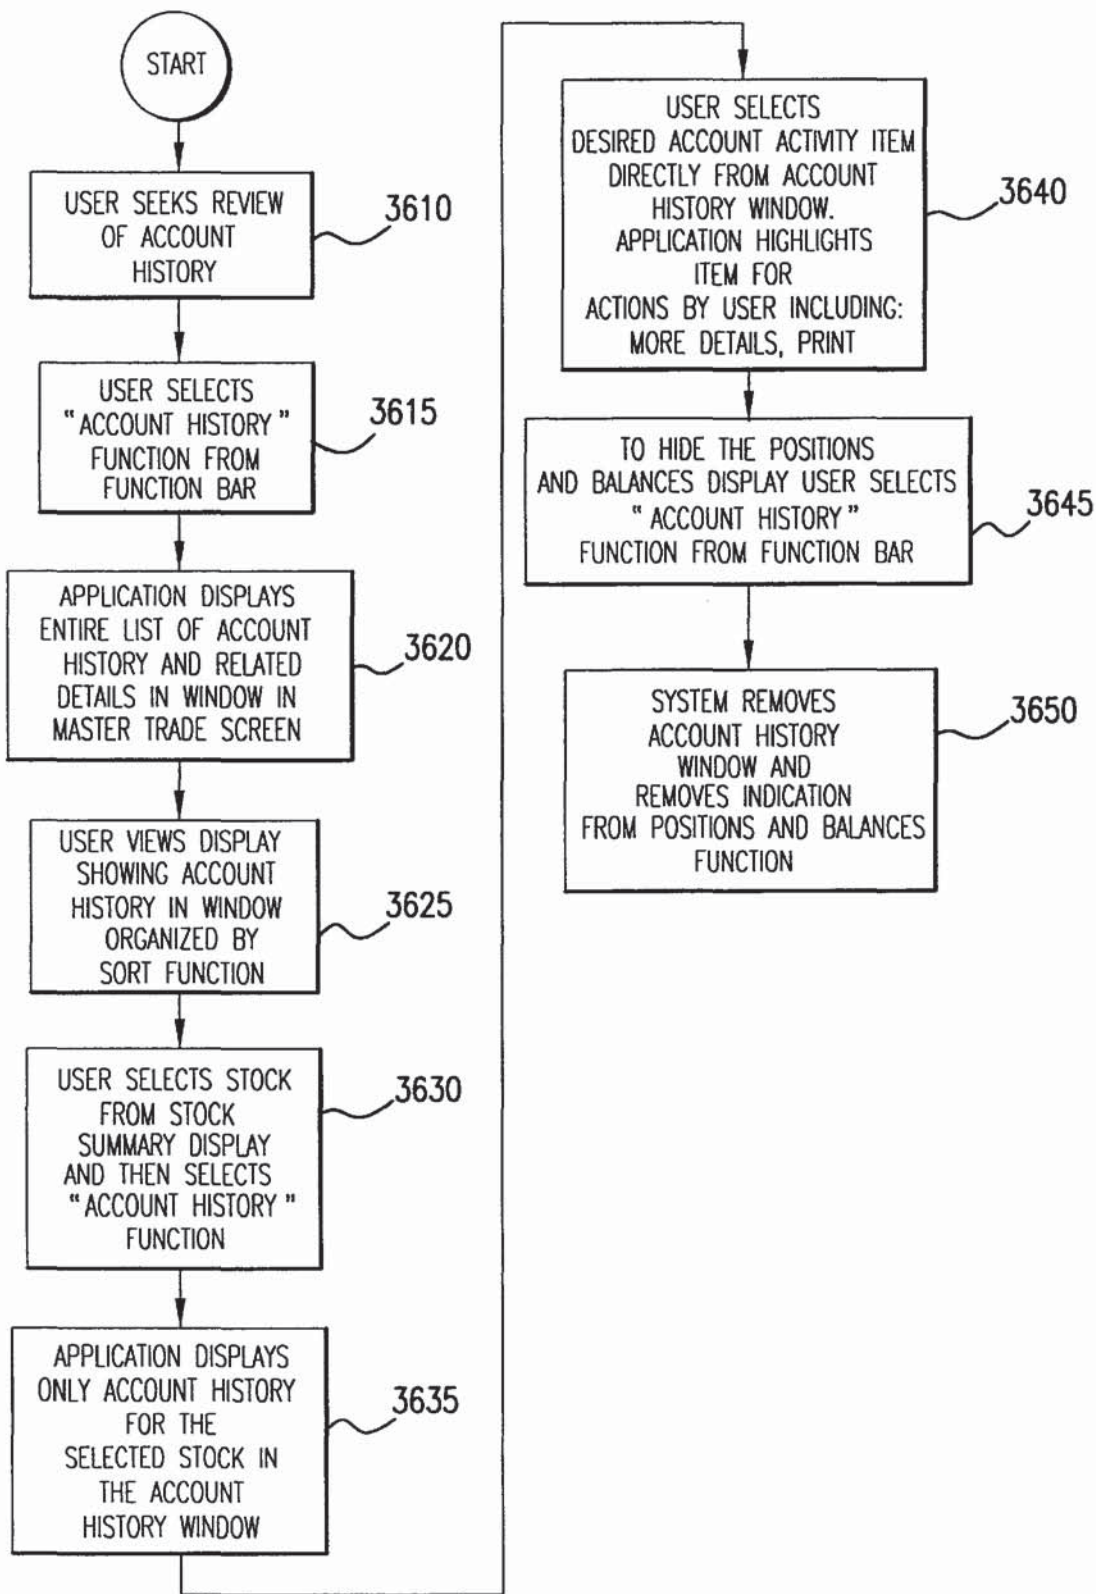 START
USER SEEKS REVIEW
OF ACCOUNT
HISTORY
3610
USER SELECTS
"ACCOUNT HISTORY"
FUNCTION FROM
FUNCTION BAR
3615
APPLICATION DISPLAYS
ENTIRE LIST OF ACCOUNT
HISTORY AND RELATED
DETAILS IN WINDOW IN
MASTER TRADE SCREEN
3620
USER VIEWS DISPLAY
SHOWING ACCOUNT
HISTORY IN WINDOW
ORGANIZED BY
SORT FUNCTION
3625
USER SELECTS STOCK
FROM STOCK
SUMMARY DISPLAY
AND THEN SELECTS
"ACCOUNT HISTORY"
FUNCTION
3630
APPLICATION DISPLAYS
ONLY ACCOUNT HISTORY
FOR THE
SELECTED STOCK IN
THE ACCOUNT
HISTORY WINDOW
3635
USER SELECTS
DESIRED ACCOUNT ACTIVITY ITEM
DIRECTLY FROM ACCOUNT
HISTORY WINDOW.
APPLICATION HIGHLIGHTS
ITEM FOR
ACTIONS BY USER INCLUDING:
MORE DETAILS, PRINT
3640
TO HIDE THE POSITIONS
AND BALANCES DISPLAY USER SELECTS
"ACCOUNT HISTORY"
FUNCTION FROM FUNCTION BAR
3645
SYSTEM REMOVES
ACCOUNT HISTORY
WINDOW AND
REMOVES INDICATION
FROM POSITIONS AND BALANCES
FUNCTION
3650